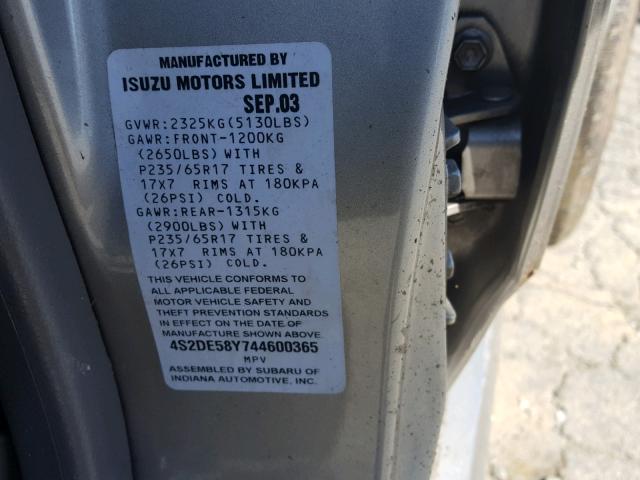 MANUFACTURED BY
ISUZU MOTORS LIMITED
SEP.03
GVWR:2325KG(5130LBS)
GAWR:FRONT-1200KG
(2650LBS) WITH
P235/65R17 TIRES &
17X7 RIMS AT 180KPA
(26PSI) COLD.
GAWR:REAR-1315KG
(2900LBS) WITH
P235/65R17 TIRES &
17X7 RIMS AT 180KPA
(26PSI) COLD.
THIS VEHICLE CONFORMS TO
ALL APPLICABLE FEDERAL
MOTOR VEHICLE SAFETY AND
THEFT PREVENTION STANDARDS
IN EFFECT ON THE DATE OF
MANUFACTURE SHOWN ABOVE.
4S2DE58Y744600365
MPV
ASSEMBLED BY SUBARU OF
INDIANA AUTOMOTIVE, INC.